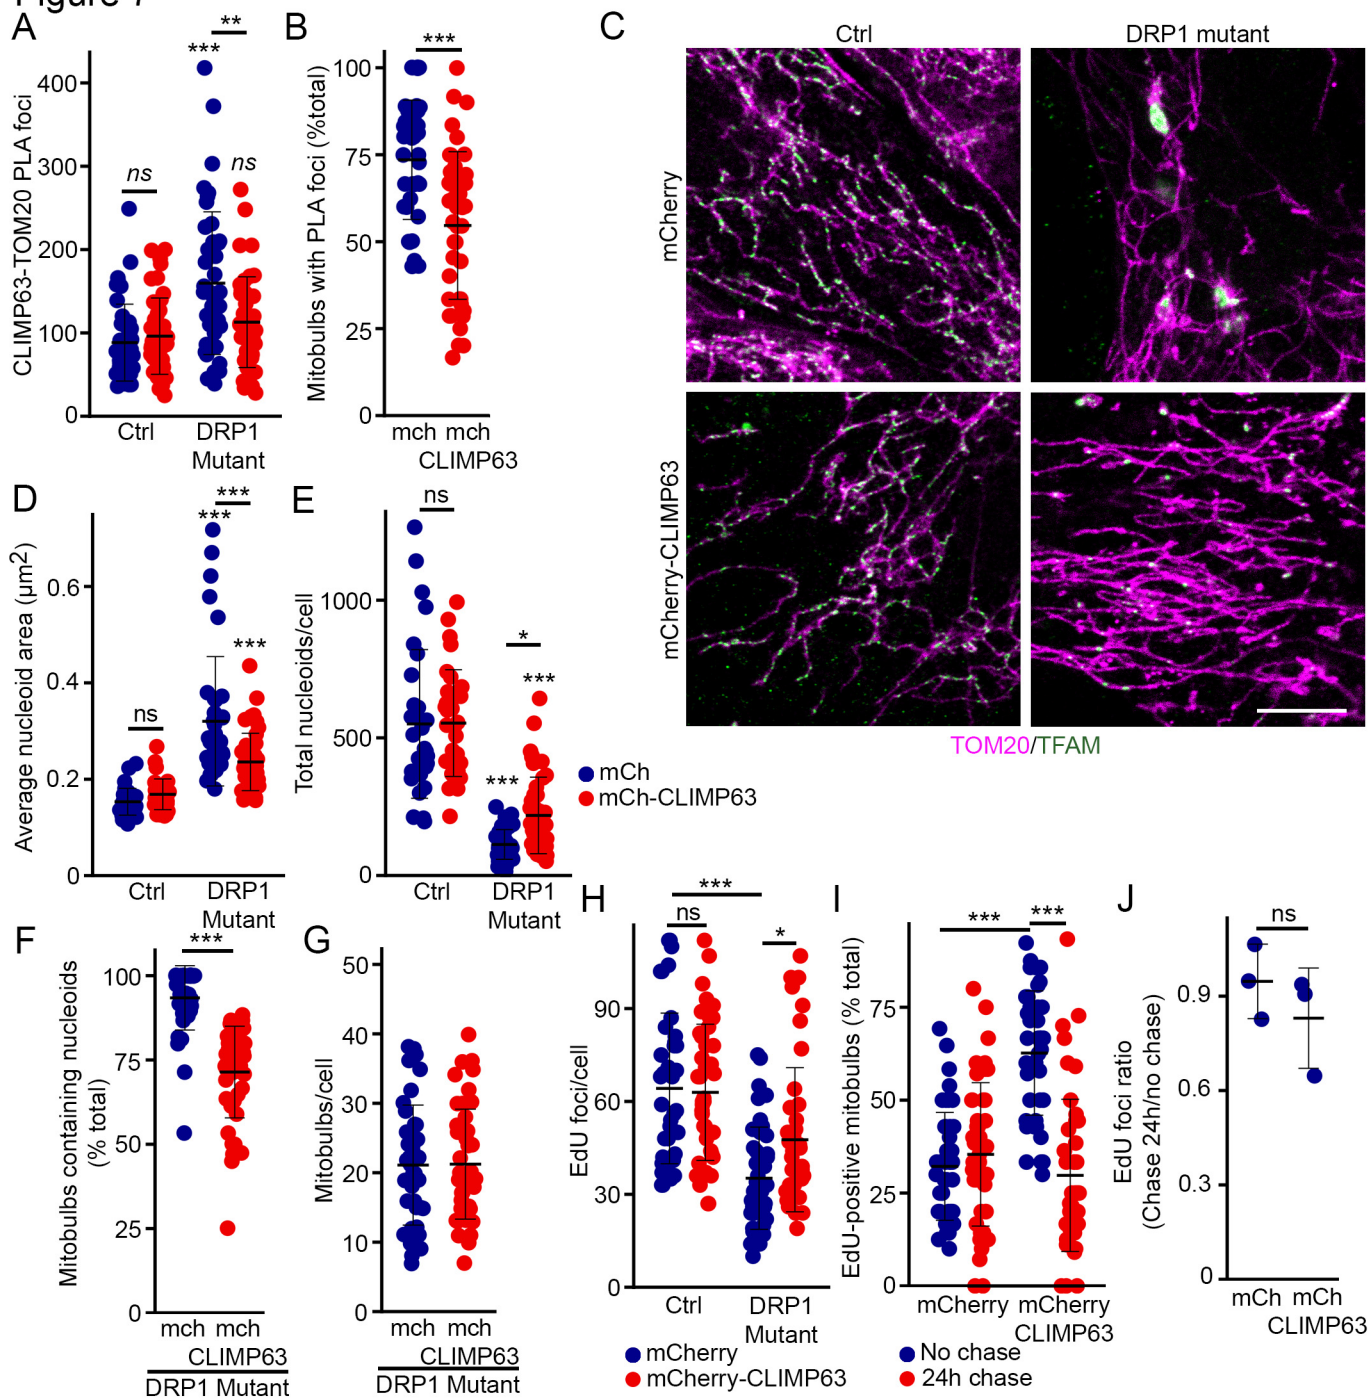 Figure 7
A
CLIMP63-TOM20 PLA foci
400
300
200
100
0
ns
***
**
ns
Ctrl
DRP1
Mutant
B
Mitobulbs with PLA foci (%total)
100
75
50
25
0
***
mch mch
CLIMP63
C
Ctrl
DRP1 mutant
mCherry
mCherry-CLIMP63
TOM20/TFAM
D
Average nucleoid area (µm2)
0.6
0.4
0.2
0
ns
***
***
***
Ctrl
DRP1
Mutant
E
Total nucleoids/cell
1000
500
0
ns
***
*
***
Ctrl
DRP1
Mutant
mCh
mCh-CLIMP63
F
Mitobulbs containing nucleoids
(% total)
100
75
50
25
0
***
mch mch
CLIMP63
DRP1 Mutant
G
Mitobulbs/cell
50
40
30
20
10
0
mch mch
CLIMP63
DRP1 Mutant
H
EdU foci/cell
90
60
30
0
***
ns
*
Ctrl
DRP1
Mutant
mCherry
mCherry-CLIMP63
I
EdU-positive mitobulbs (% total)
75
50
25
0
***
***
mCherry mCherry
CLIMP63
No chase
24h chase
J
EdU foci ratio
(Chase 24h/no chase)
0.9
0.6
0.3
0
ns
mCh mCh
CLIMP63